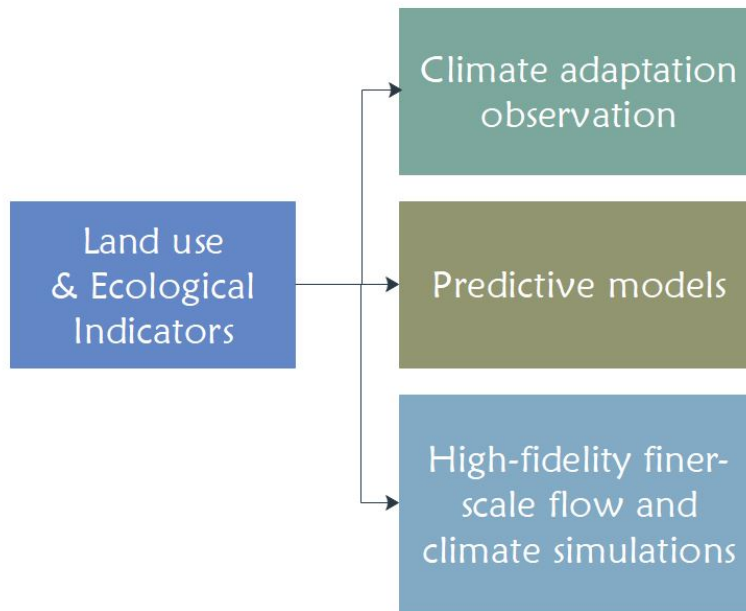 Climate adaptation
observation
Land use
& Ecological
Indicators
Predictive models
High-fidelity finer-
scale flow and
climate simulations